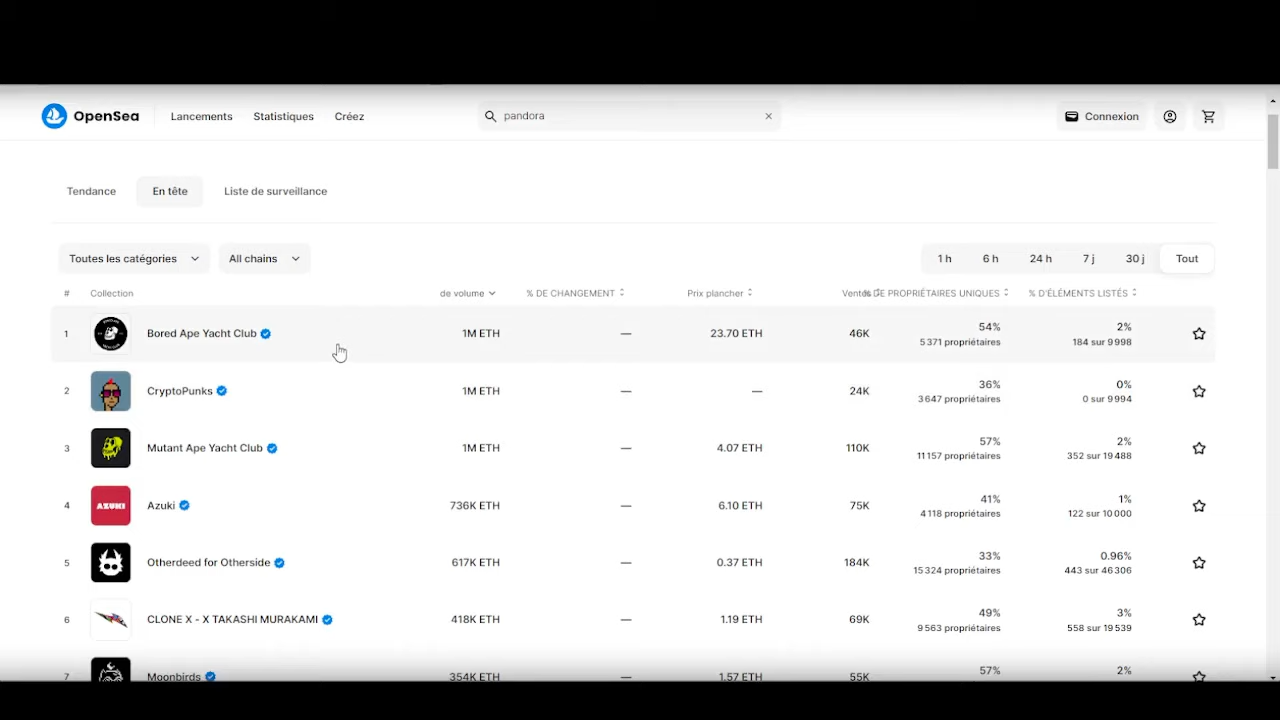 OpenSea Lancements Statistiques Créez pandora Connexion
Tendance En tête Liste de surveillance
Toutes les catégories All chains 1 h 6 h 24 h 7 j 30 j Tout
# Collection de volume % DE CHANGEMENT Prix plancher Ventes % DE PROPRIÉTAIRES UNIQUES % D'ÉLÉMENTS LISTÉS
1 Bored Ape Yacht Club 1M ETH — 23.70 ETH 46K 54% 2%
5 371 propriétaires 184 sur 9 998
2 CryptoPunks 1M ETH — — 24K 36% 0%
3 647 propriétaires 0 sur 9 994
3 Mutant Ape Yacht Club 1M ETH — 4.07 ETH 110K 57% 2%
11 157 propriétaires 352 sur 19 488
4 AZUKI Azuki 736K ETH — 6.10 ETH 75K 41% 1%
4 118 propriétaires 122 sur 10 000
5 Otherdeed for Otherside 617K ETH — 0.37 ETH 184K 33% 0.96%
15 324 propriétaires 443 sur 46 306
6 CLONE X - X TAKASHI MURAKAMI 418K ETH — 1.19 ETH 69K 49% 3%
9 563 propriétaires 558 sur 19 539
7 Moonbirds 354K ETH — 1.57 ETH 55K 57% 2%